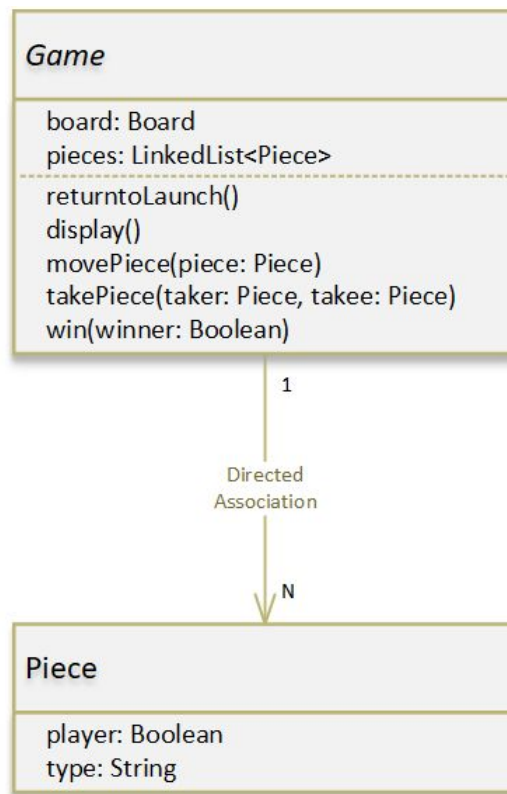 Game
board: Board
pieces: LinkedList<Piece>
returntoLaunch()
display()
movePiece(piece: Piece)
takePiece(taker: Piece, takee: Piece)
win(winner: Boolean)
1
Directed
Association
N
Piece
player: Boolean
type: String